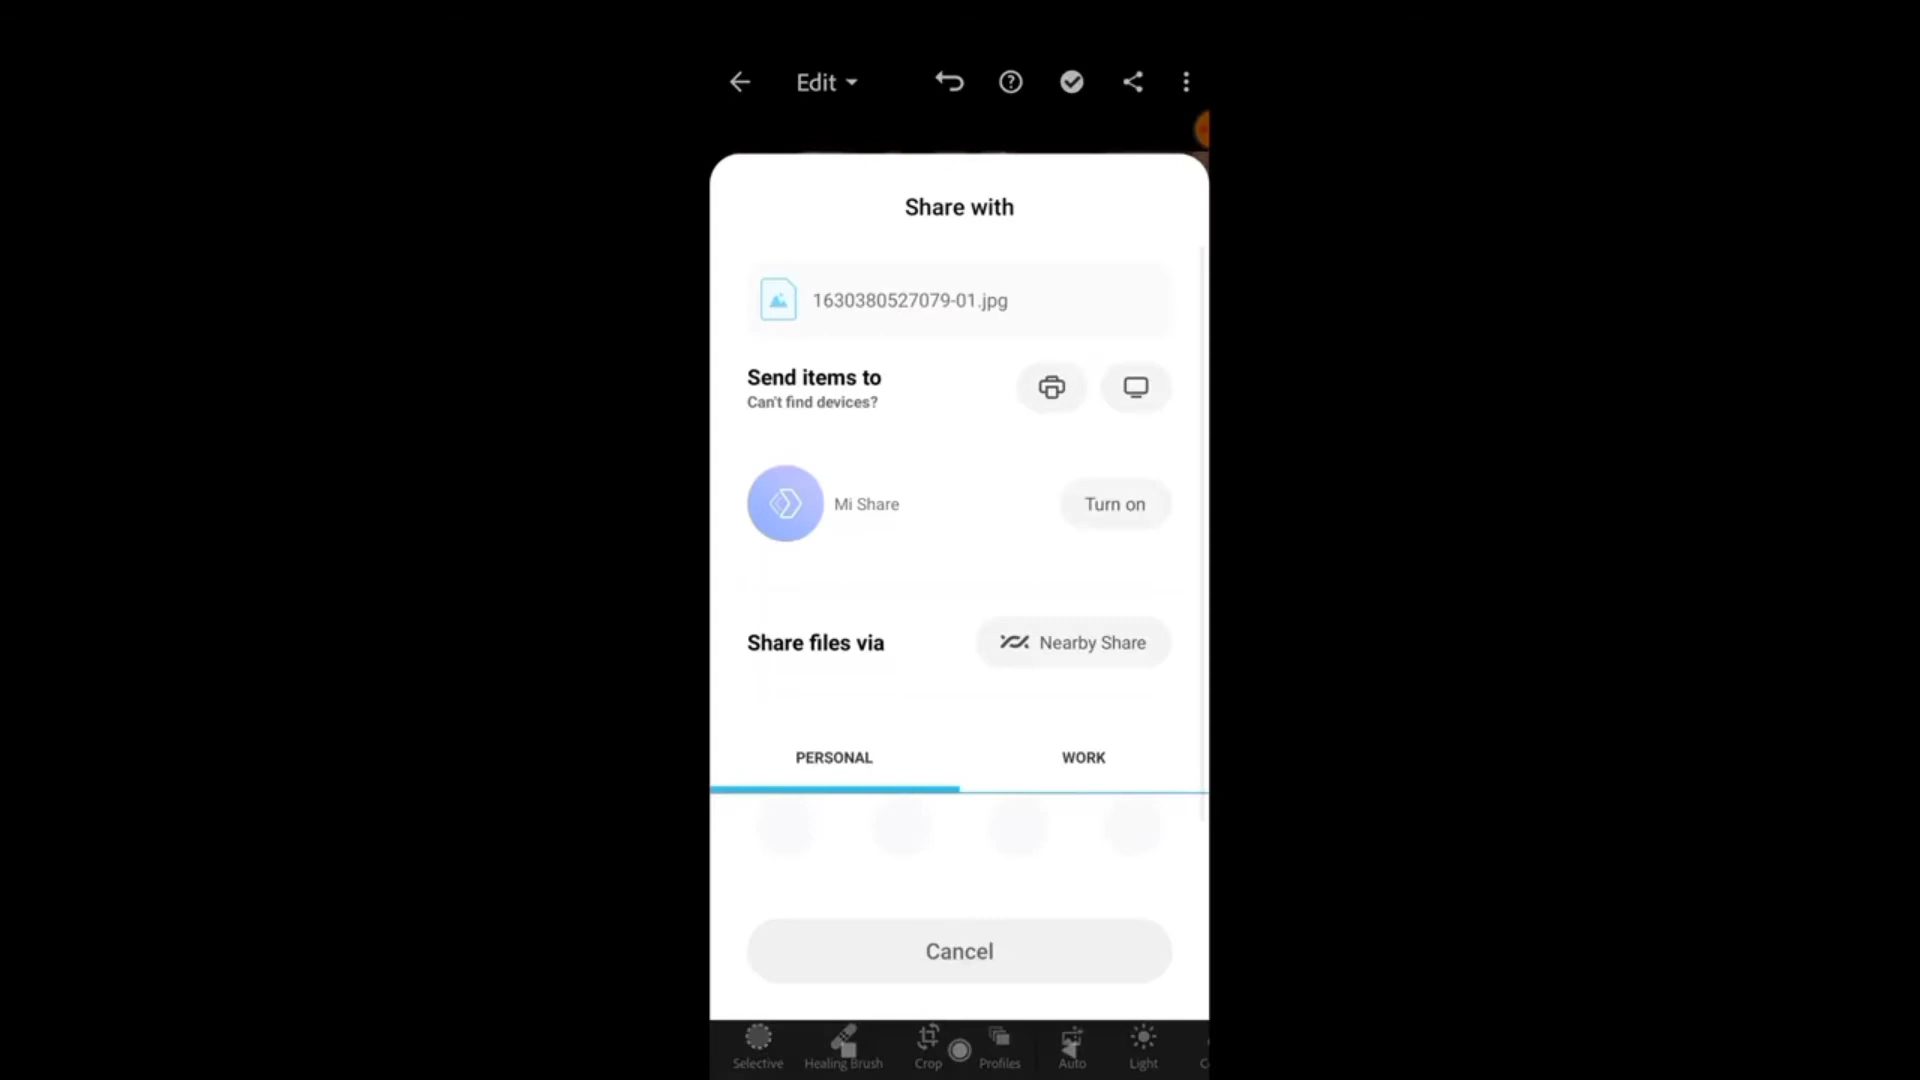 Edit
Share with
1630380527079-01.jpg
Send items to
Can't find devices?
Mi Share
Turn on
Share files via
Nearby Share
PERSONAL
WORK
Cancel
Selective
Healing Brush
Crop
Profiles
Auto
Light